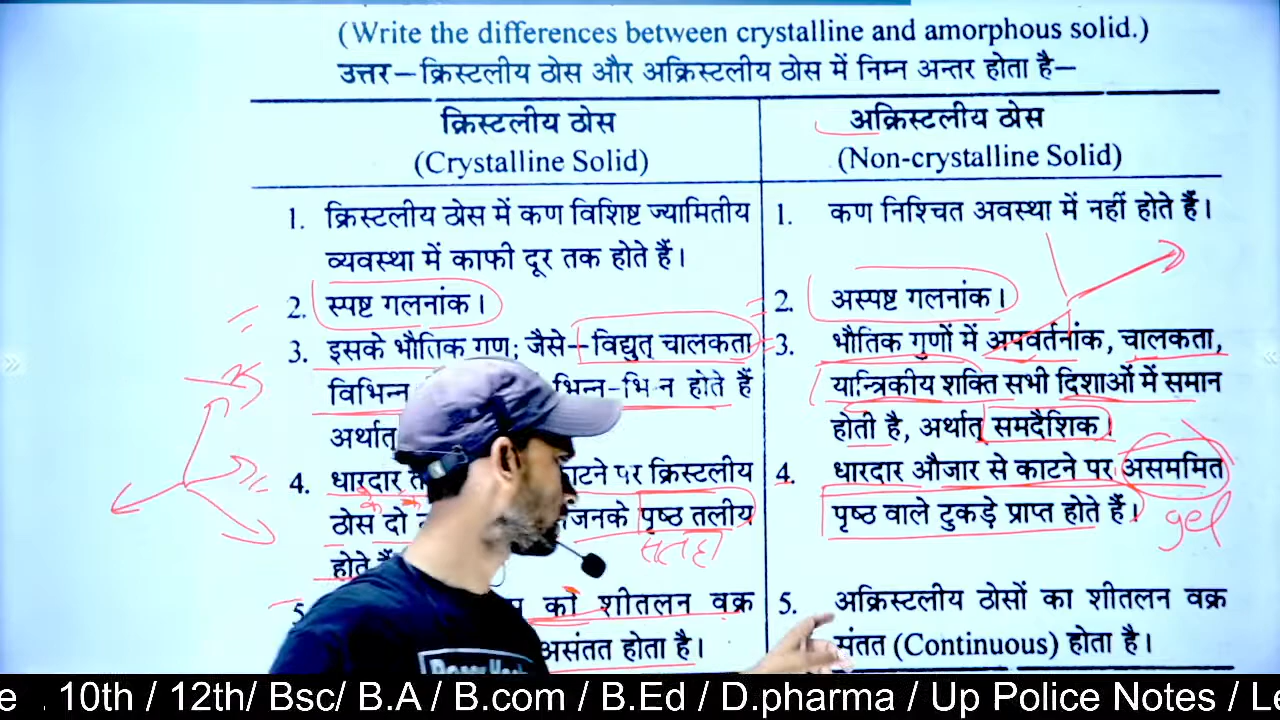 (Write the differences between crystalline and amorphous solid.)
उत्तर–क्रिस्टलीय ठोस और अक्रिस्टलीय ठोस में निम्न अन्तर होता है–
क्रिस्टलीय ठोस
(Crystalline Solid)
1. क्रिस्टलीय ठोस में कण विशिष्ट ज्यामितीय
व्यवस्था में काफी दूर तक होते हैं।
2. स्पष्ट गलनांक।
3. इसके भौतिक गुण; जैसे–विद्युत् चालकता
विभिन्न भिन्न-भिन्न होते हैं
अर्थात्
4. धारदार काटने पर क्रिस्टलीय
ठोस दो पृष्ठ तलीय
सतह
होते हैं
5. को शीतलन वक्र
असंतत होता है।
अक्रिस्टलीय ठोस
(Non-crystalline Solid)
1. कण निश्चित अवस्था में नहीं होते हैं।
2. अस्पष्ट गलनांक।
3. भौतिक गुणों में अपवर्तनांक, चालकता,
यान्त्रिकीय शक्ति सभी दिशाओं में समान
होती है, अर्थात् समदैशिक।
4. धारदार औजार से काटने पर असममित
पृष्ठ वाले टुकड़े प्राप्त होते हैं।
gel
5. अक्रिस्टलीय ठोसों का शीतलन वक्र
संतत (Continuous) होता है।
10th / 12th/ Bsc/ B.A / B.com / B.Ed / D.pharma / Up Police Notes /